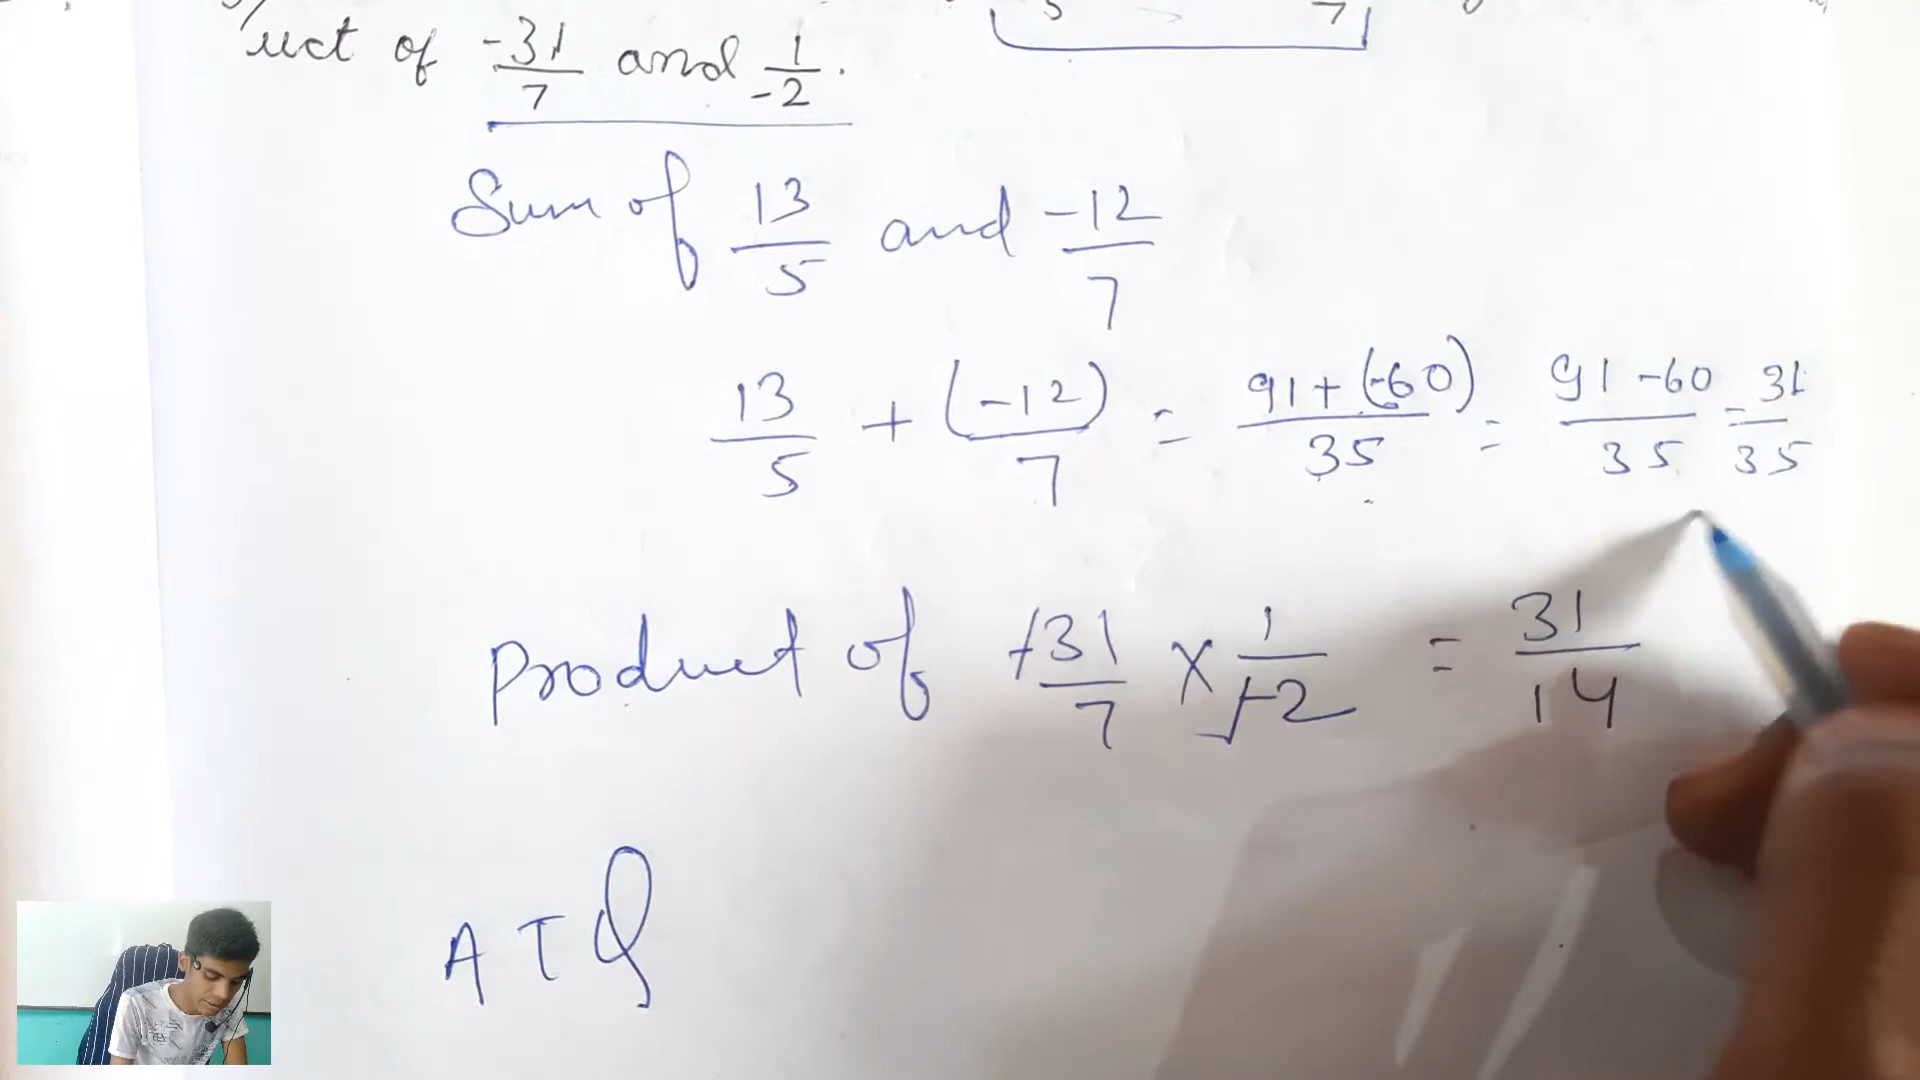 uct of -31/7 and 1/-2.
Sum of 13/5 and -12/7
13/5 + (-12)/7 = 91+(-60)/35 = 91-60/35 = 31/35
Product of -31/7 × 1/-2 = 31/14
ATQ